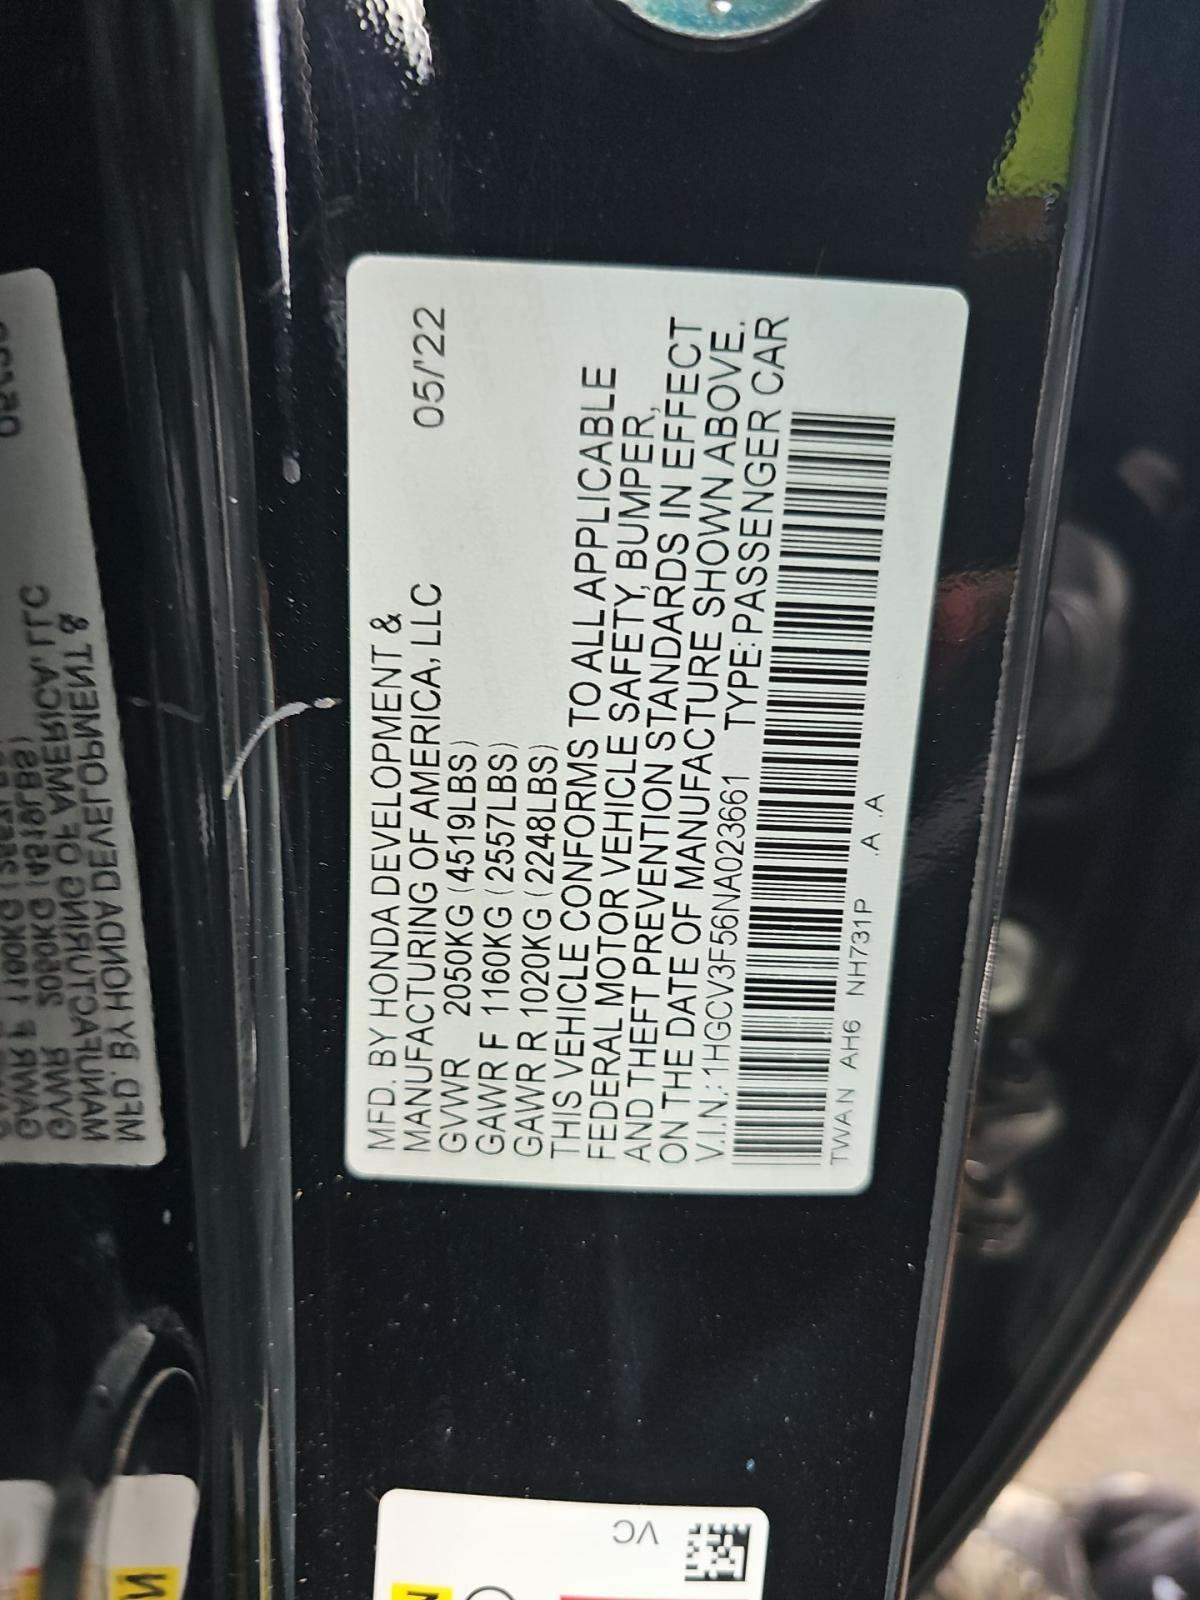 MFD. BY HONDA DEVELOPMENT &
MANUFACTURING OF AMERICA, LLC 05/'22
GVWR 2050KG (4519LBS)
GAWR F 1160KG (2557LBS)
GAWR R 1020KG (2248LBS)
THIS VEHICLE CONFORMS TO ALL APPLICABLE
FEDERAL MOTOR VEHICLE SAFETY, BUMPER,
AND THEFT PREVENTION STANDARDS IN EFFECT
ON THE DATE OF MANUFACTURE SHOWN ABOVE.
V.I.N.: 1HGCV3F56NA023661 TYPE: PASSENGER CAR
TWAN AH6 NH731P .A .A
VC